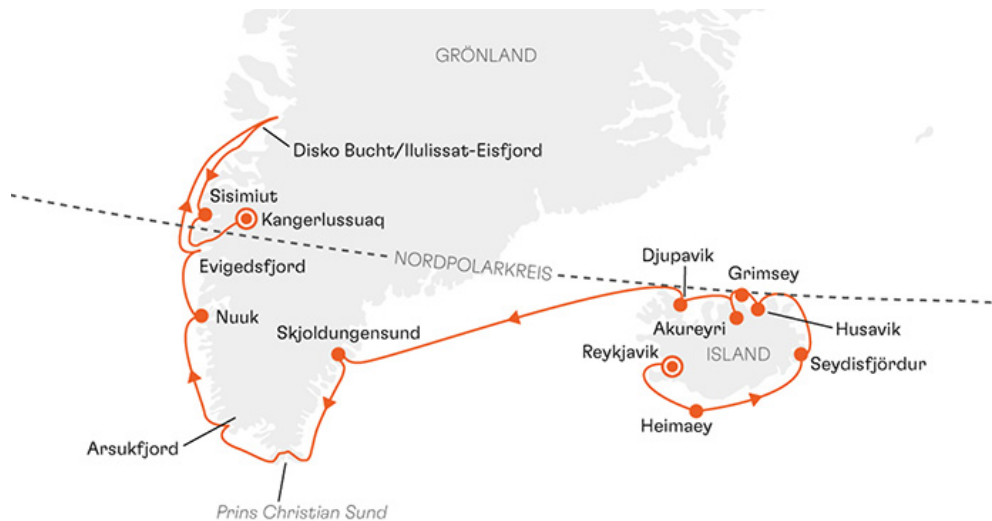 GRÖNLAND
Disko Bucht/Ilulissat-Eisfjord
Sisimiut
Kangerlussuaq
Evigedsfjord
NORDPOLARKREIS
Djupavik
Grimsey
Nuuk
Skjoldungensund
Akureyri
Husavik
Reykjavik
ISLAND
Seydisfjördur
Heimaey
Arsukfjord
Prins Christian Sund